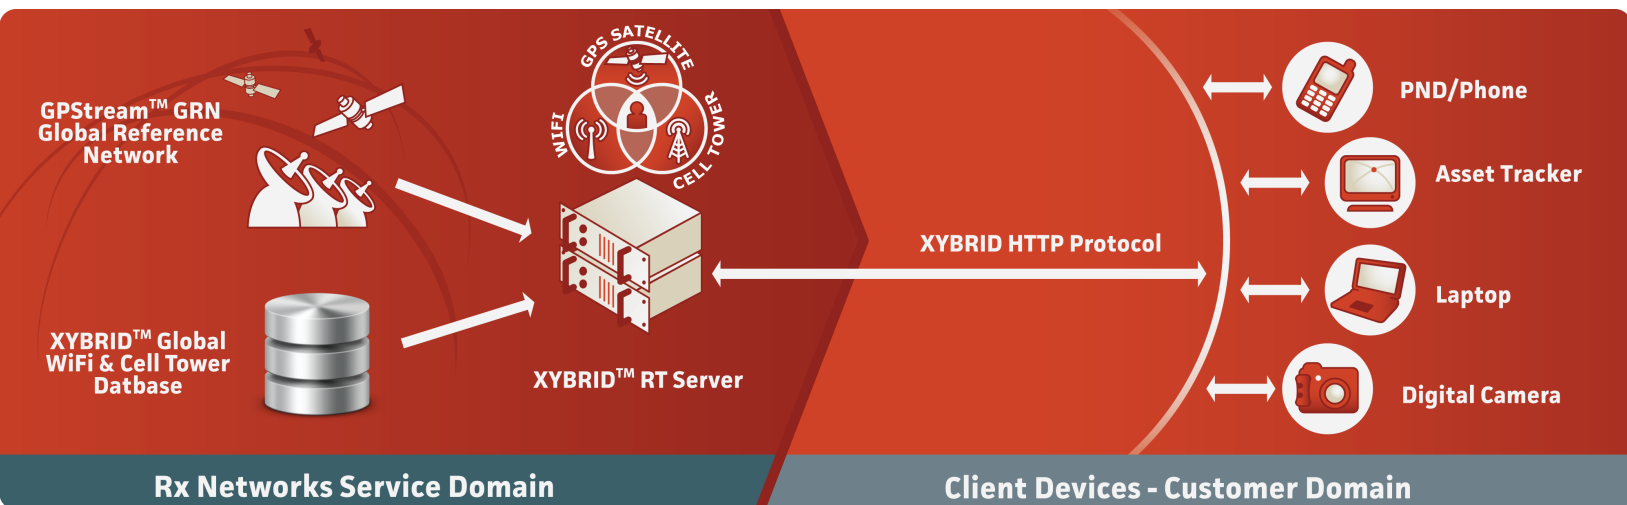 GPStream™ GRN
Global Reference
Network
XYBRID™ Global
WiFi & Cell Tower
Datbase
GPS SATELLITE
WIFI
CELL TOWER
XYBRID™ RT Server
XYBRID HTTP Protocol
PND/Phone
Asset Tracker
Laptop
Digital Camera
Rx Networks Service Domain
Client Devices - Customer Domain